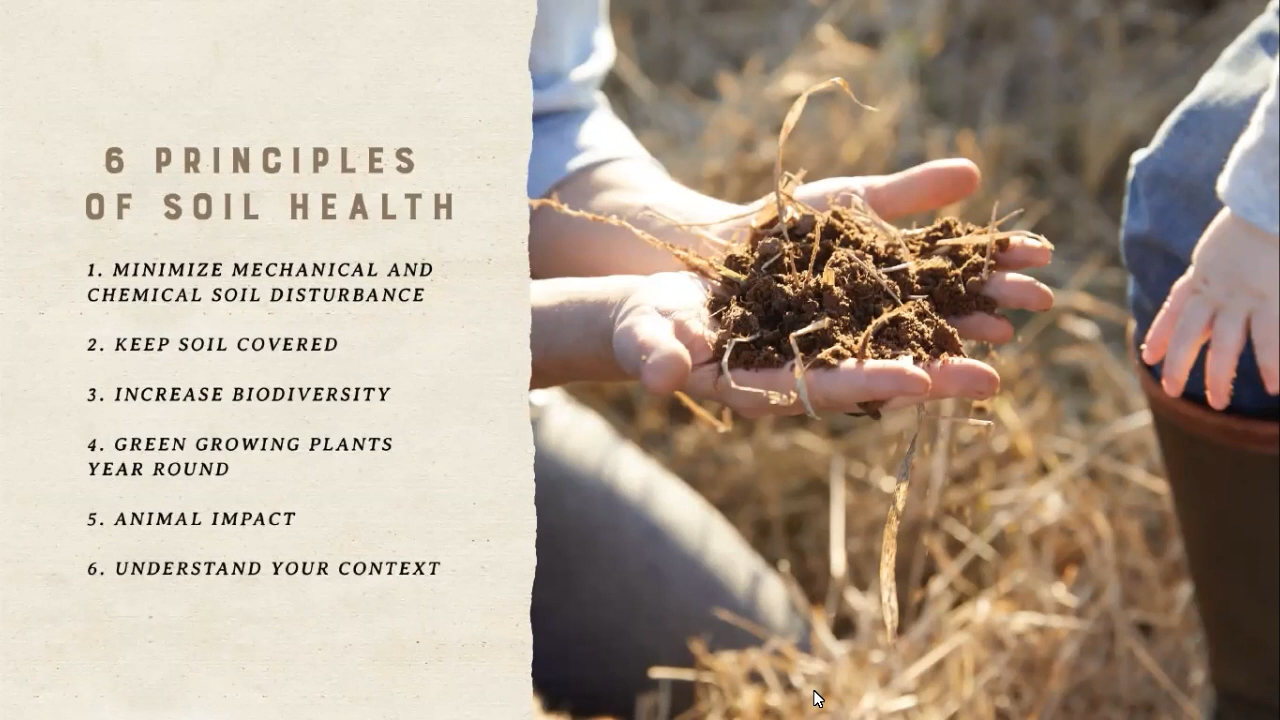 6 PRINCIPLES
OF SOIL HEALTH
1. MINIMIZE MECHANICAL AND
CHEMICAL SOIL DISTURBANCE
2. KEEP SOIL COVERED
3. INCREASE BIODIVERSITY
4. GREEN GROWING PLANTS
YEAR ROUND
5. ANIMAL IMPACT
6. UNDERSTAND YOUR CONTEXT